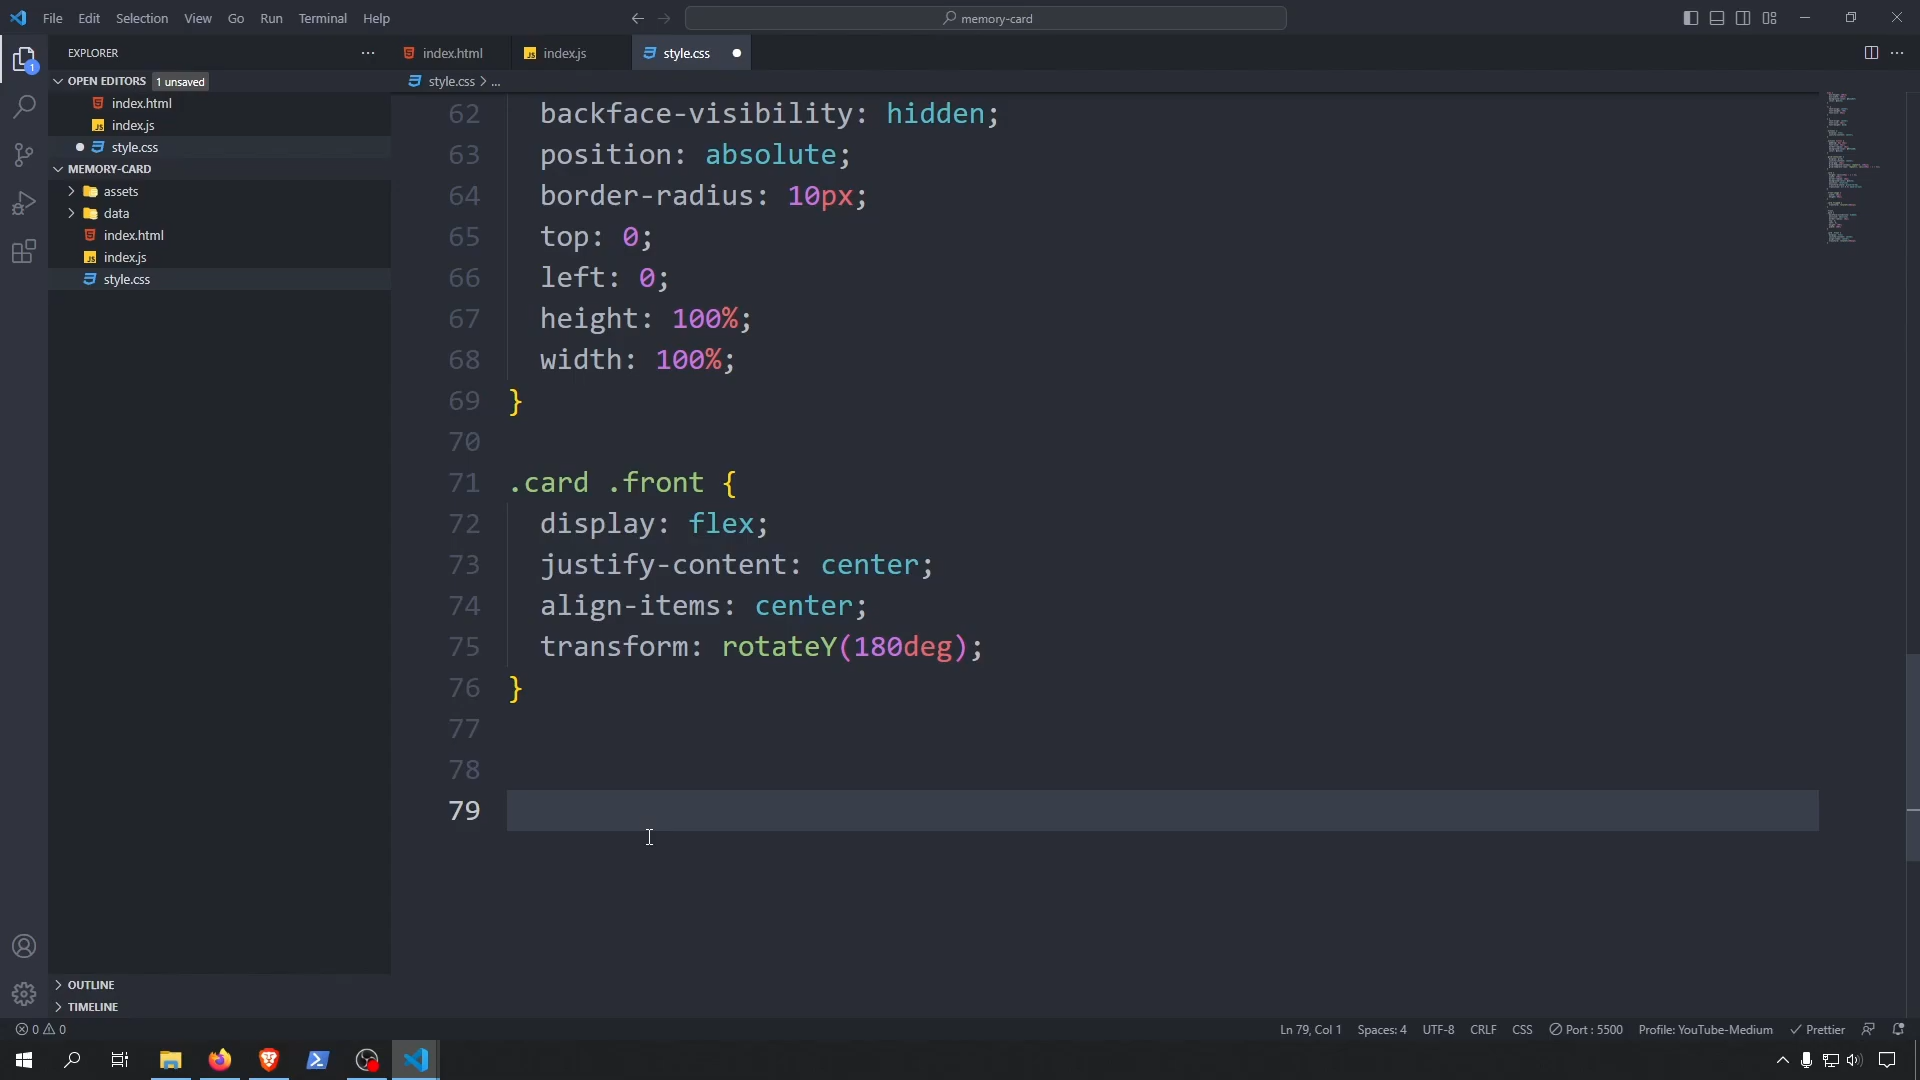 File Edit Selection View Go Run Terminal Help
memory-card
EXPLORER
index.html
index.js
style.css
OPEN EDITORS 1 unsaved
index.html
index.js
style.css
MEMORY-CARD
assets
data
index.html
index.js
style.css
OUTLINE
TIMELINE
style.css > ...
62 backface-visibility: hidden;
63 position: absolute;
64 border-radius: 10px;
65 top: 0;
66 left: 0;
67 height: 100%;
68 width: 100%;
69 }
70
71 .card .front {
72 display: flex;
73 justify-content: center;
74 align-items: center;
75 transform: rotateY(180deg);
76 }
77
78
79
0 0 Ln 79, Col 1 Spaces: 4 UTF-8 CRLF CSS Port : 5500 Profile: YouTube-Medium Prettier